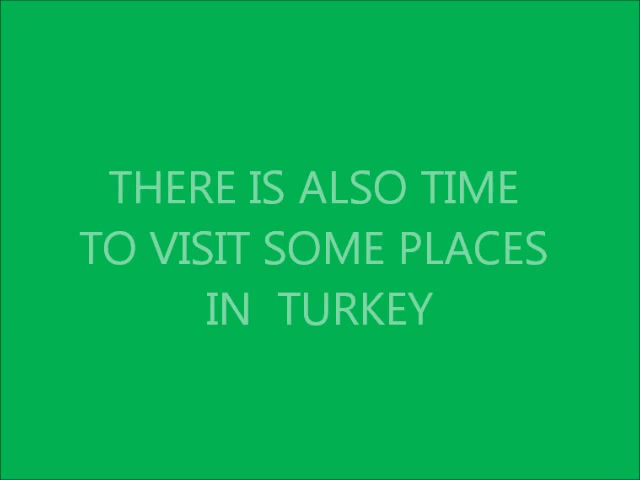 THERE IS ALSO TIME
TO VISIT SOME PLACES
IN  TURKEY